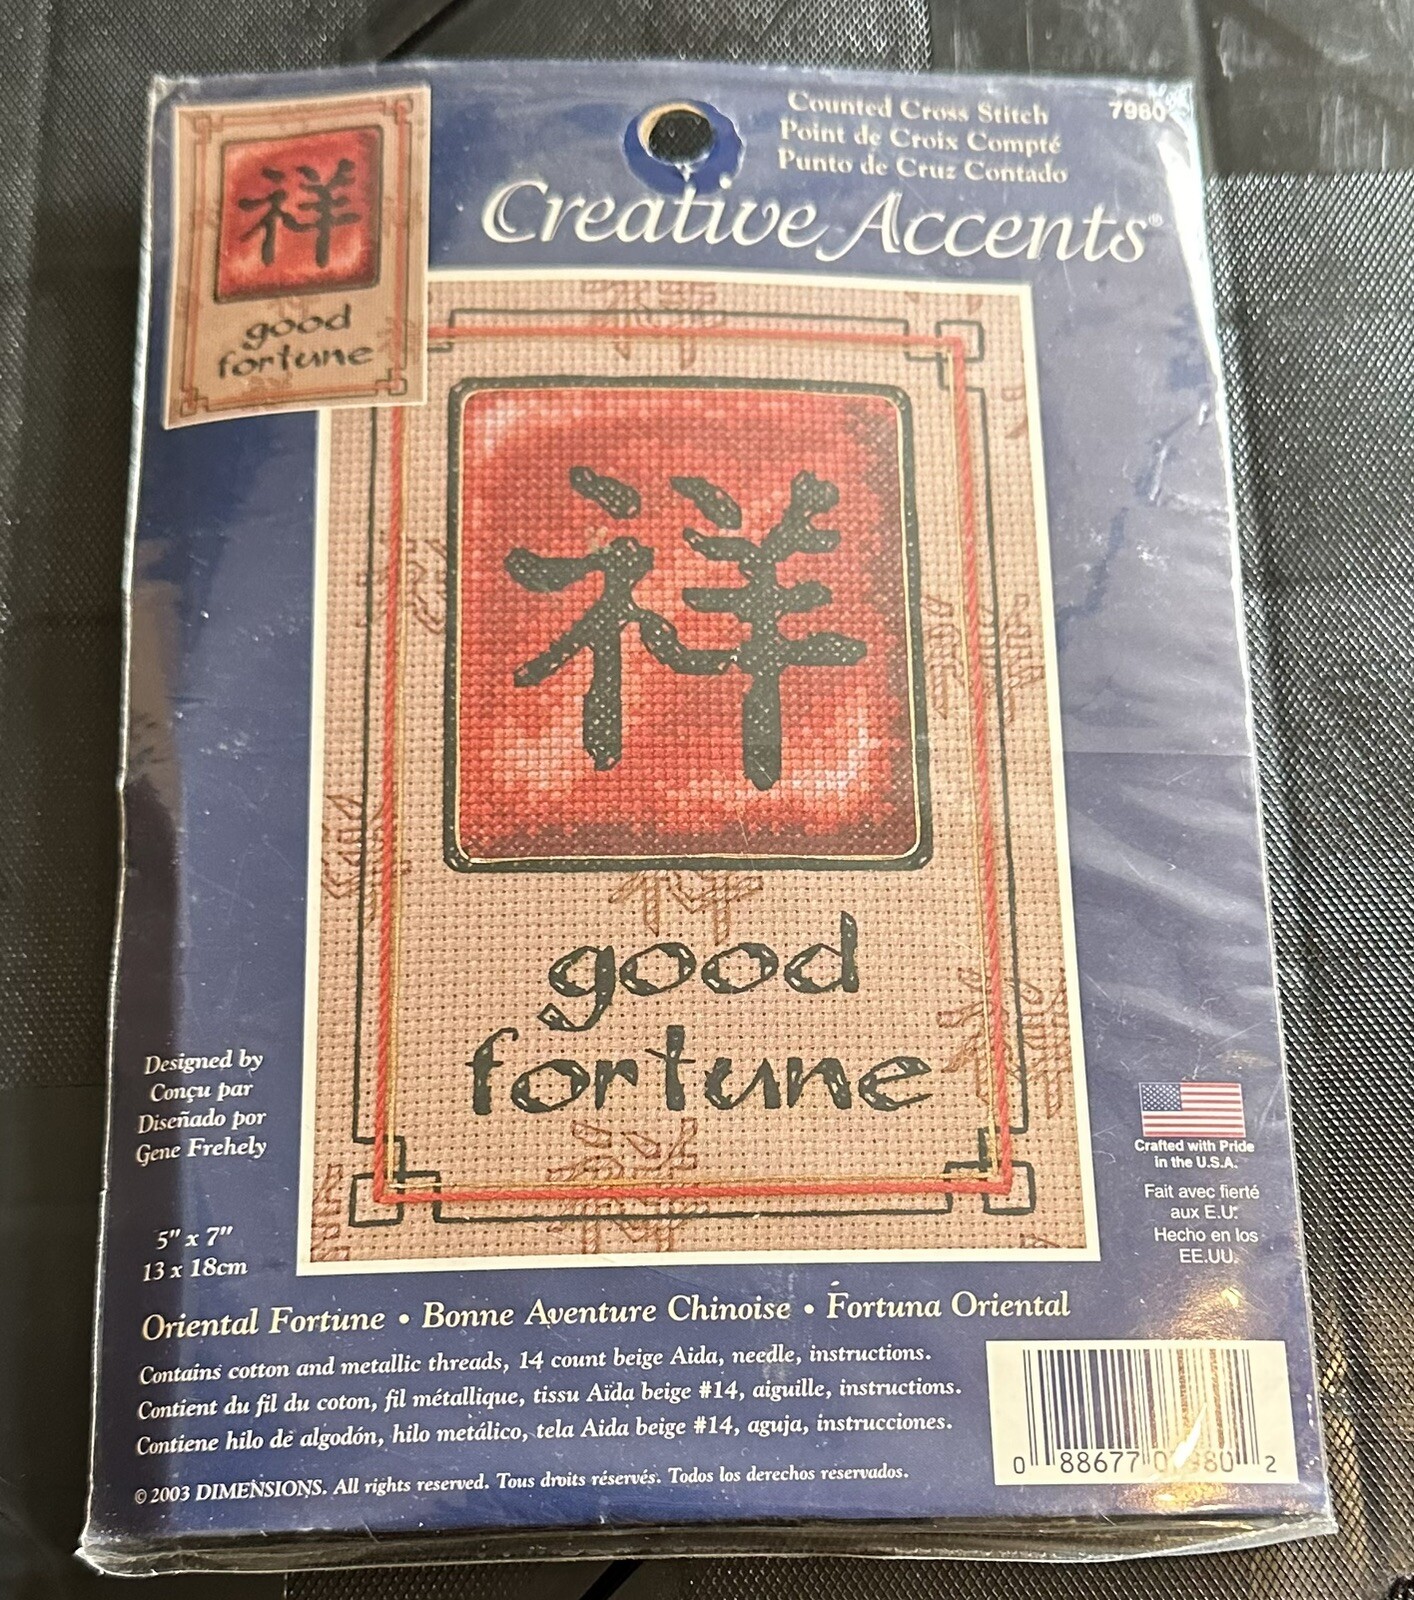 Counted Cross Stitch
Point de Croix Compté
Punto de Cruz Contado
7980
Creative Accents®
祥
good
fortune
祥
good
fortune
Designed by
Conçu par
Diseñado por
Gene Frehely
5" x 7"
13 x 18cm
Crafted with Pride
in the U.S.A.
Fait avec fierté
aux E.U.
Hecho en los
EE.UU.
Oriental Fortune • Bonne Aventure Chinoise • Fortuna Oriental
Contains cotton and metallic threads, 14 count beige Aida, needle, instructions.
Contient du fil du coton, fil métallique, tissu Aïda beige #14, aiguille, instructions.
Contiene hilo de algodón, hilo metálico, tela Aida beige #14, aguja, instrucciones.
© 2003 DIMENSIONS. All rights reserved. Tous droits réservés. Todos los derechos reservados.
0 88677 07980 2